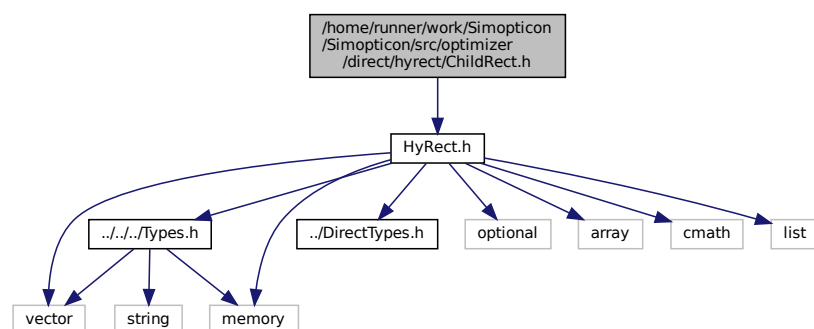 /home/runner/work/Simopticon
/Simopticon/src/optimizer
/direct/hyrect/ChildRect.h
HyRect.h
../../../Types.h
../DirectTypes.h
optional
array
cmath
list
vector
string
memory